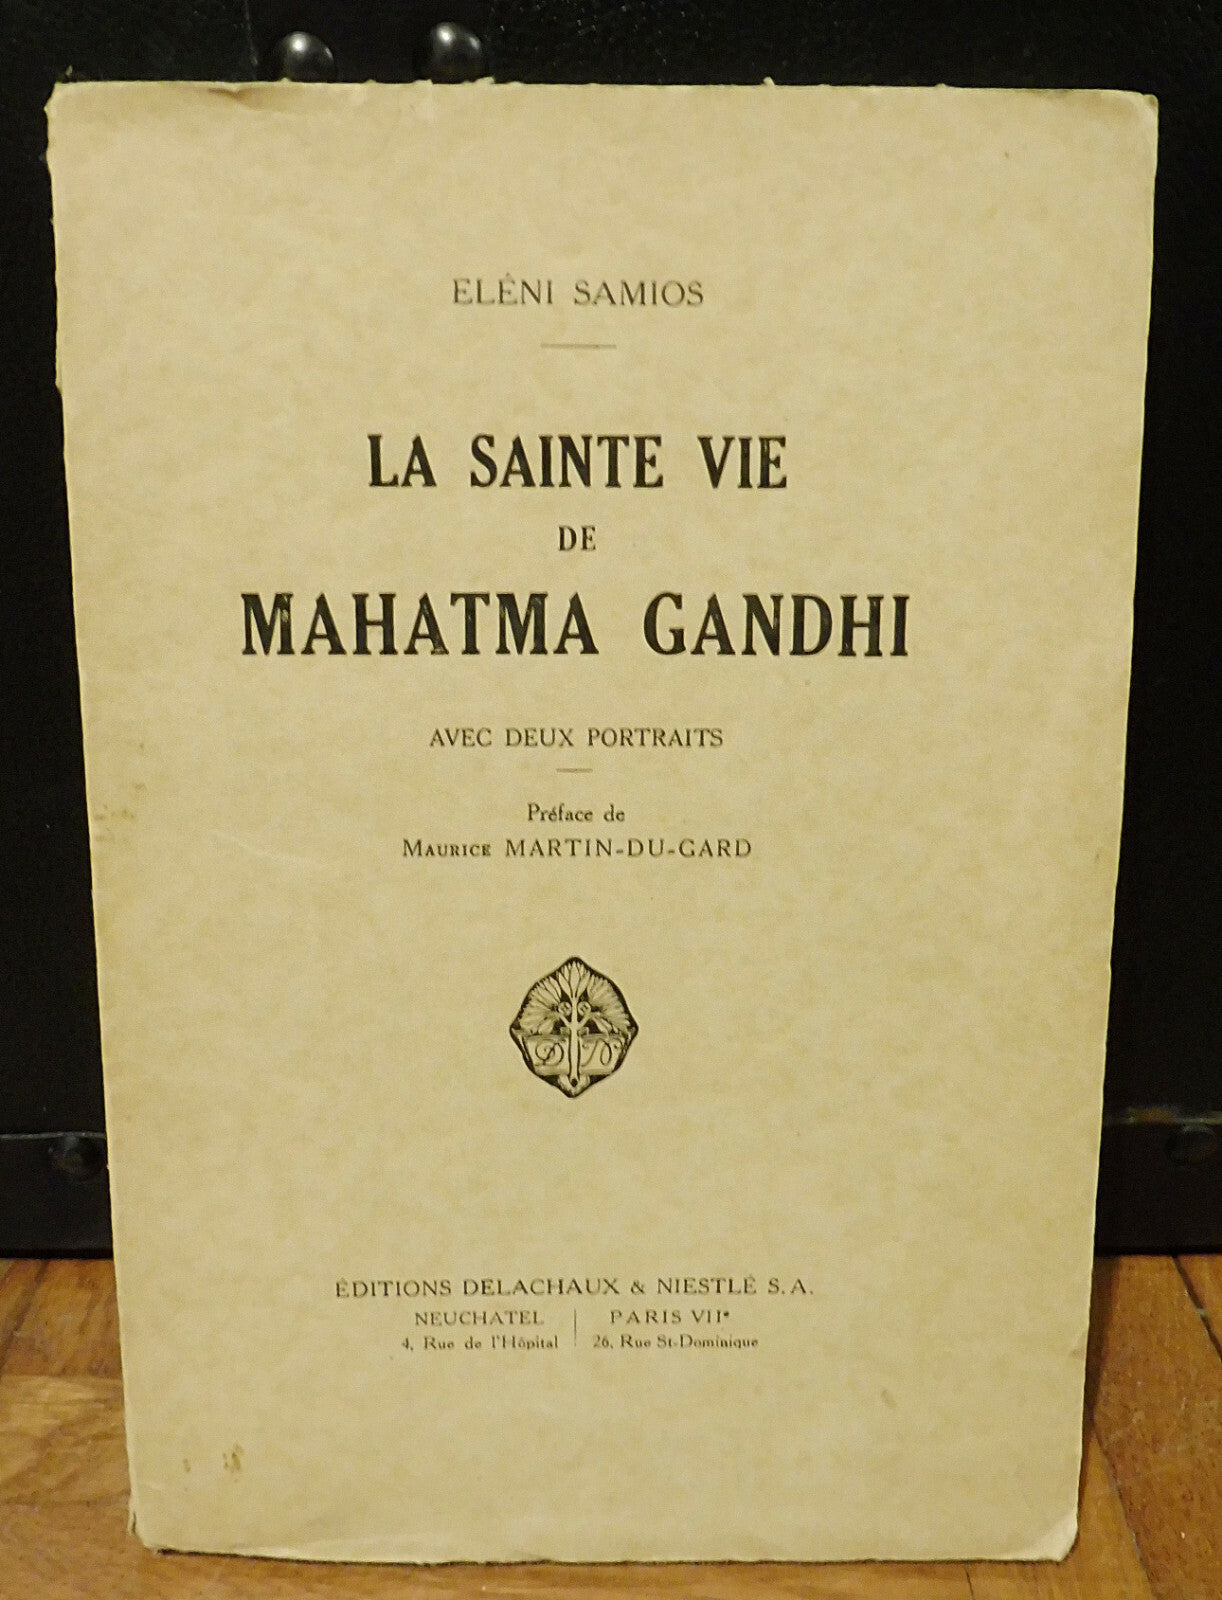 ELÉNI SAMIOS
LA SAINTE VIE
DE
MAHATMA GANDHI
AVEC DEUX PORTRAITS
Préface de
MAURICE MARTIN-DU-GARD
D N
ÉDITIONS DELACHAUX & NIESTLÉ S.A.
NEUCHATEL | PARIS VIIe
4, Rue de l'Hôpital | 26, Rue St-Dominique